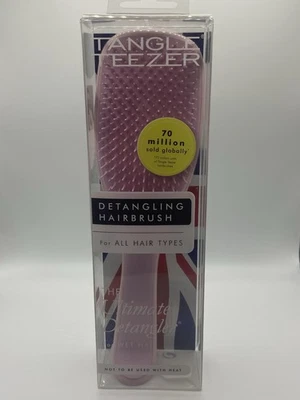 TANGLE
TEEZER
70
million
sold globally
DETANGLING
HAIRBRUSH
For ALL HAIR TYPES
THE
Ultimate
Detangler
NOT TO BE USED WITH HEAT